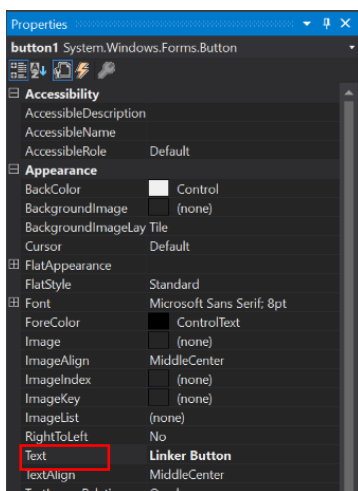 Properties
button1 System.Windows.Forms.Button
Accessibility
AccessibleDescription
AccessibleName
AccessibleRole Default
Appearance
BackColor Control
BackgroundImage (none)
BackgroundImageLay Tile
Cursor Default
FlatAppearance
FlatStyle Standard
Font Microsoft Sans Serif; 8pt
ForeColor ControlText
Image (none)
ImageAlign MiddleCenter
ImageIndex (none)
ImageKey (none)
ImageList (none)
RightToLeft No
Text Linker Button
TextAlign MiddleCenter